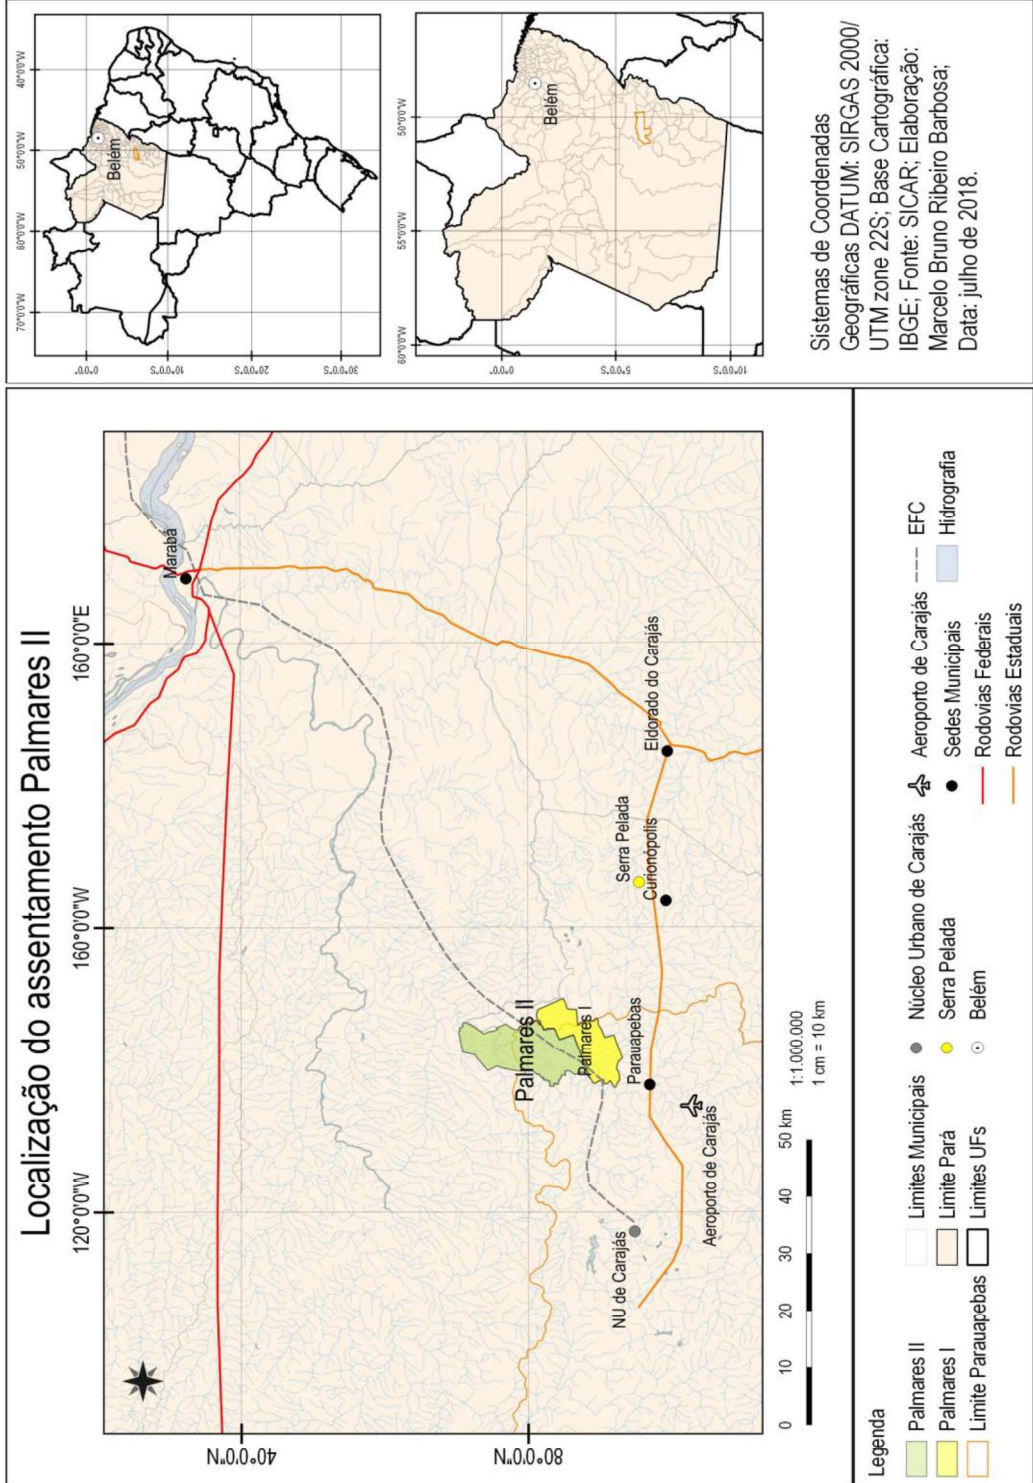 Localização do assentamento Palmares II
120°0'0"W
160°0'0"W
160°0'0"E
40°0'0"N
80°0'0"N
Marabá
Eldorado do Carajás
Serra Pelada
Curionópolis
Palmares II
Palmares I
Parauapebas
NU de Carajás
Aeroporto de Carajás
0 10 20 30 40 50 km
1:1.000.000
1 cm = 10 km
Legenda
Palmares II
Palmares I
Limite Parauapebas
Limites Municipais
Limite Pará
Limites UFs
Núcleo Urbano de Carajás
Serra Pelada
Belém
Aeroporto de Carajás
Sedes Municipais
Rodovias Federais
Rodovias Estaduais
EFC
Hidrografia
70°0'0"W
60°0'0"W
50°0'0"W
40°0'0"W
0°0'0"
10°0'0"S
20°0'0"S
30°0'0"S
Belém
60°0'0"W
55°0'0"W
50°0'0"W
0°0'0"
5°0'0"S
10°0'0"S
Belém
Sistemas de Coordenadas
Geográficas DATUM: SIRGAS 2000/
UTM zone 22S; Base Cartográfica:
IBGE; Fonte: SICAR; Elaboração:
Marcelo Bruno Ribeiro Barbosa;
Data: julho de 2018.